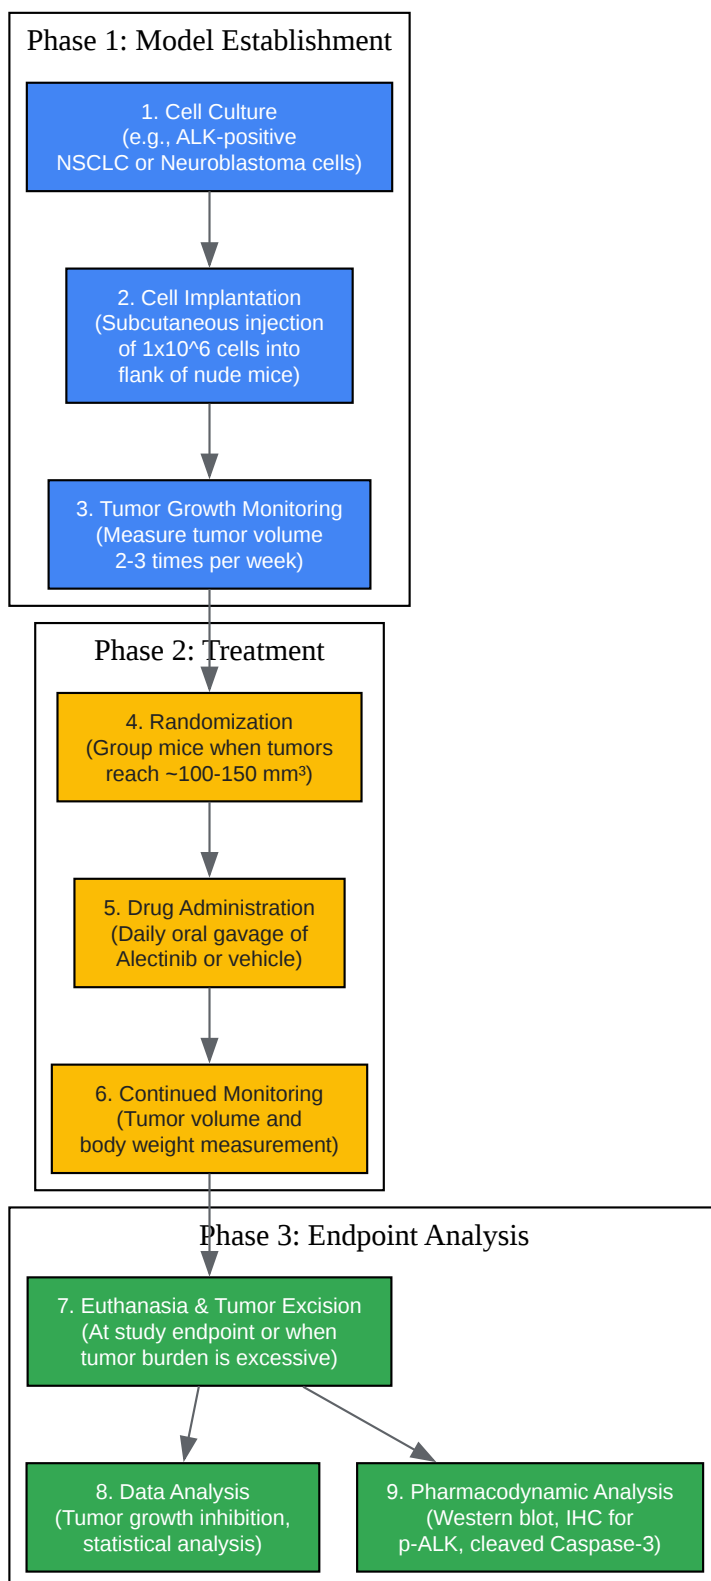 Phase 1: Model Establishment
1. Cell Culture
(e.g., ALK-positive
NSCLC or Neuroblastoma cells)
2. Cell Implantation
(Subcutaneous injection
of 1x10^6 cells into
flank of nude mice)
3. Tumor Growth Monitoring
(Measure tumor volume
2-3 times per week)
Phase 2: Treatment
4. Randomization
(Group mice when tumors
reach ~100-150 mm³)
5. Drug Administration
(Daily oral gavage of
Alectinib or vehicle)
6. Continued Monitoring
(Tumor volume and
body weight measurement)
Phase 3: Endpoint Analysis
7. Euthanasia & Tumor Excision
(At study endpoint or when
tumor burden is excessive)
8. Data Analysis
(Tumor growth inhibition,
statistical analysis)
9. Pharmacodynamic Analysis
(Western blot, IHC for
p-ALK, cleaved Caspase-3)